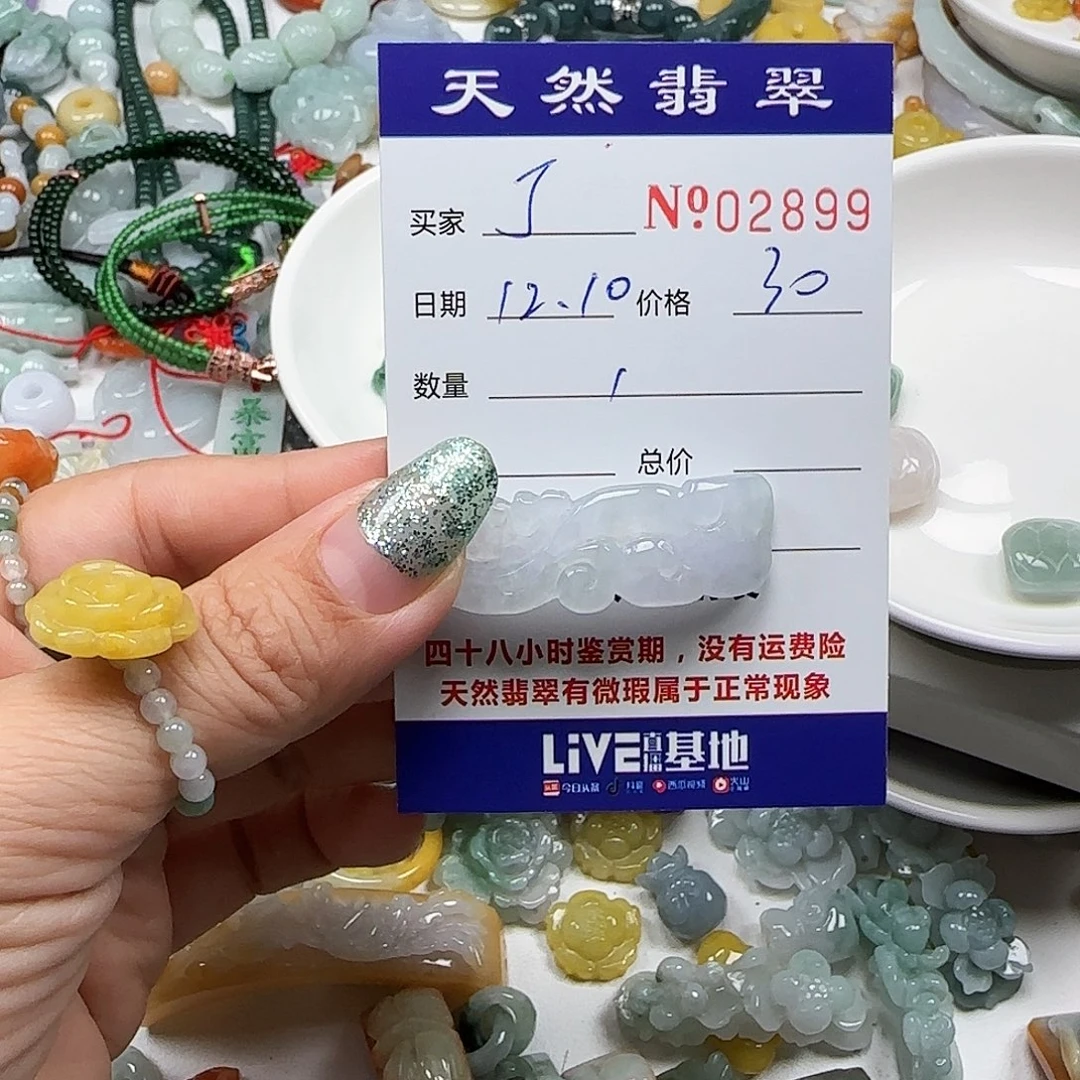 天然翡翠
买家 J №02899
日期 12.10 价格 30
数量 1
总价
四十八小时鉴赏期，没有运费险
天然翡翠有微瑕属于正常现象
LiVE直播基地
今日头条 抖音 西瓜视频 火山
暴富